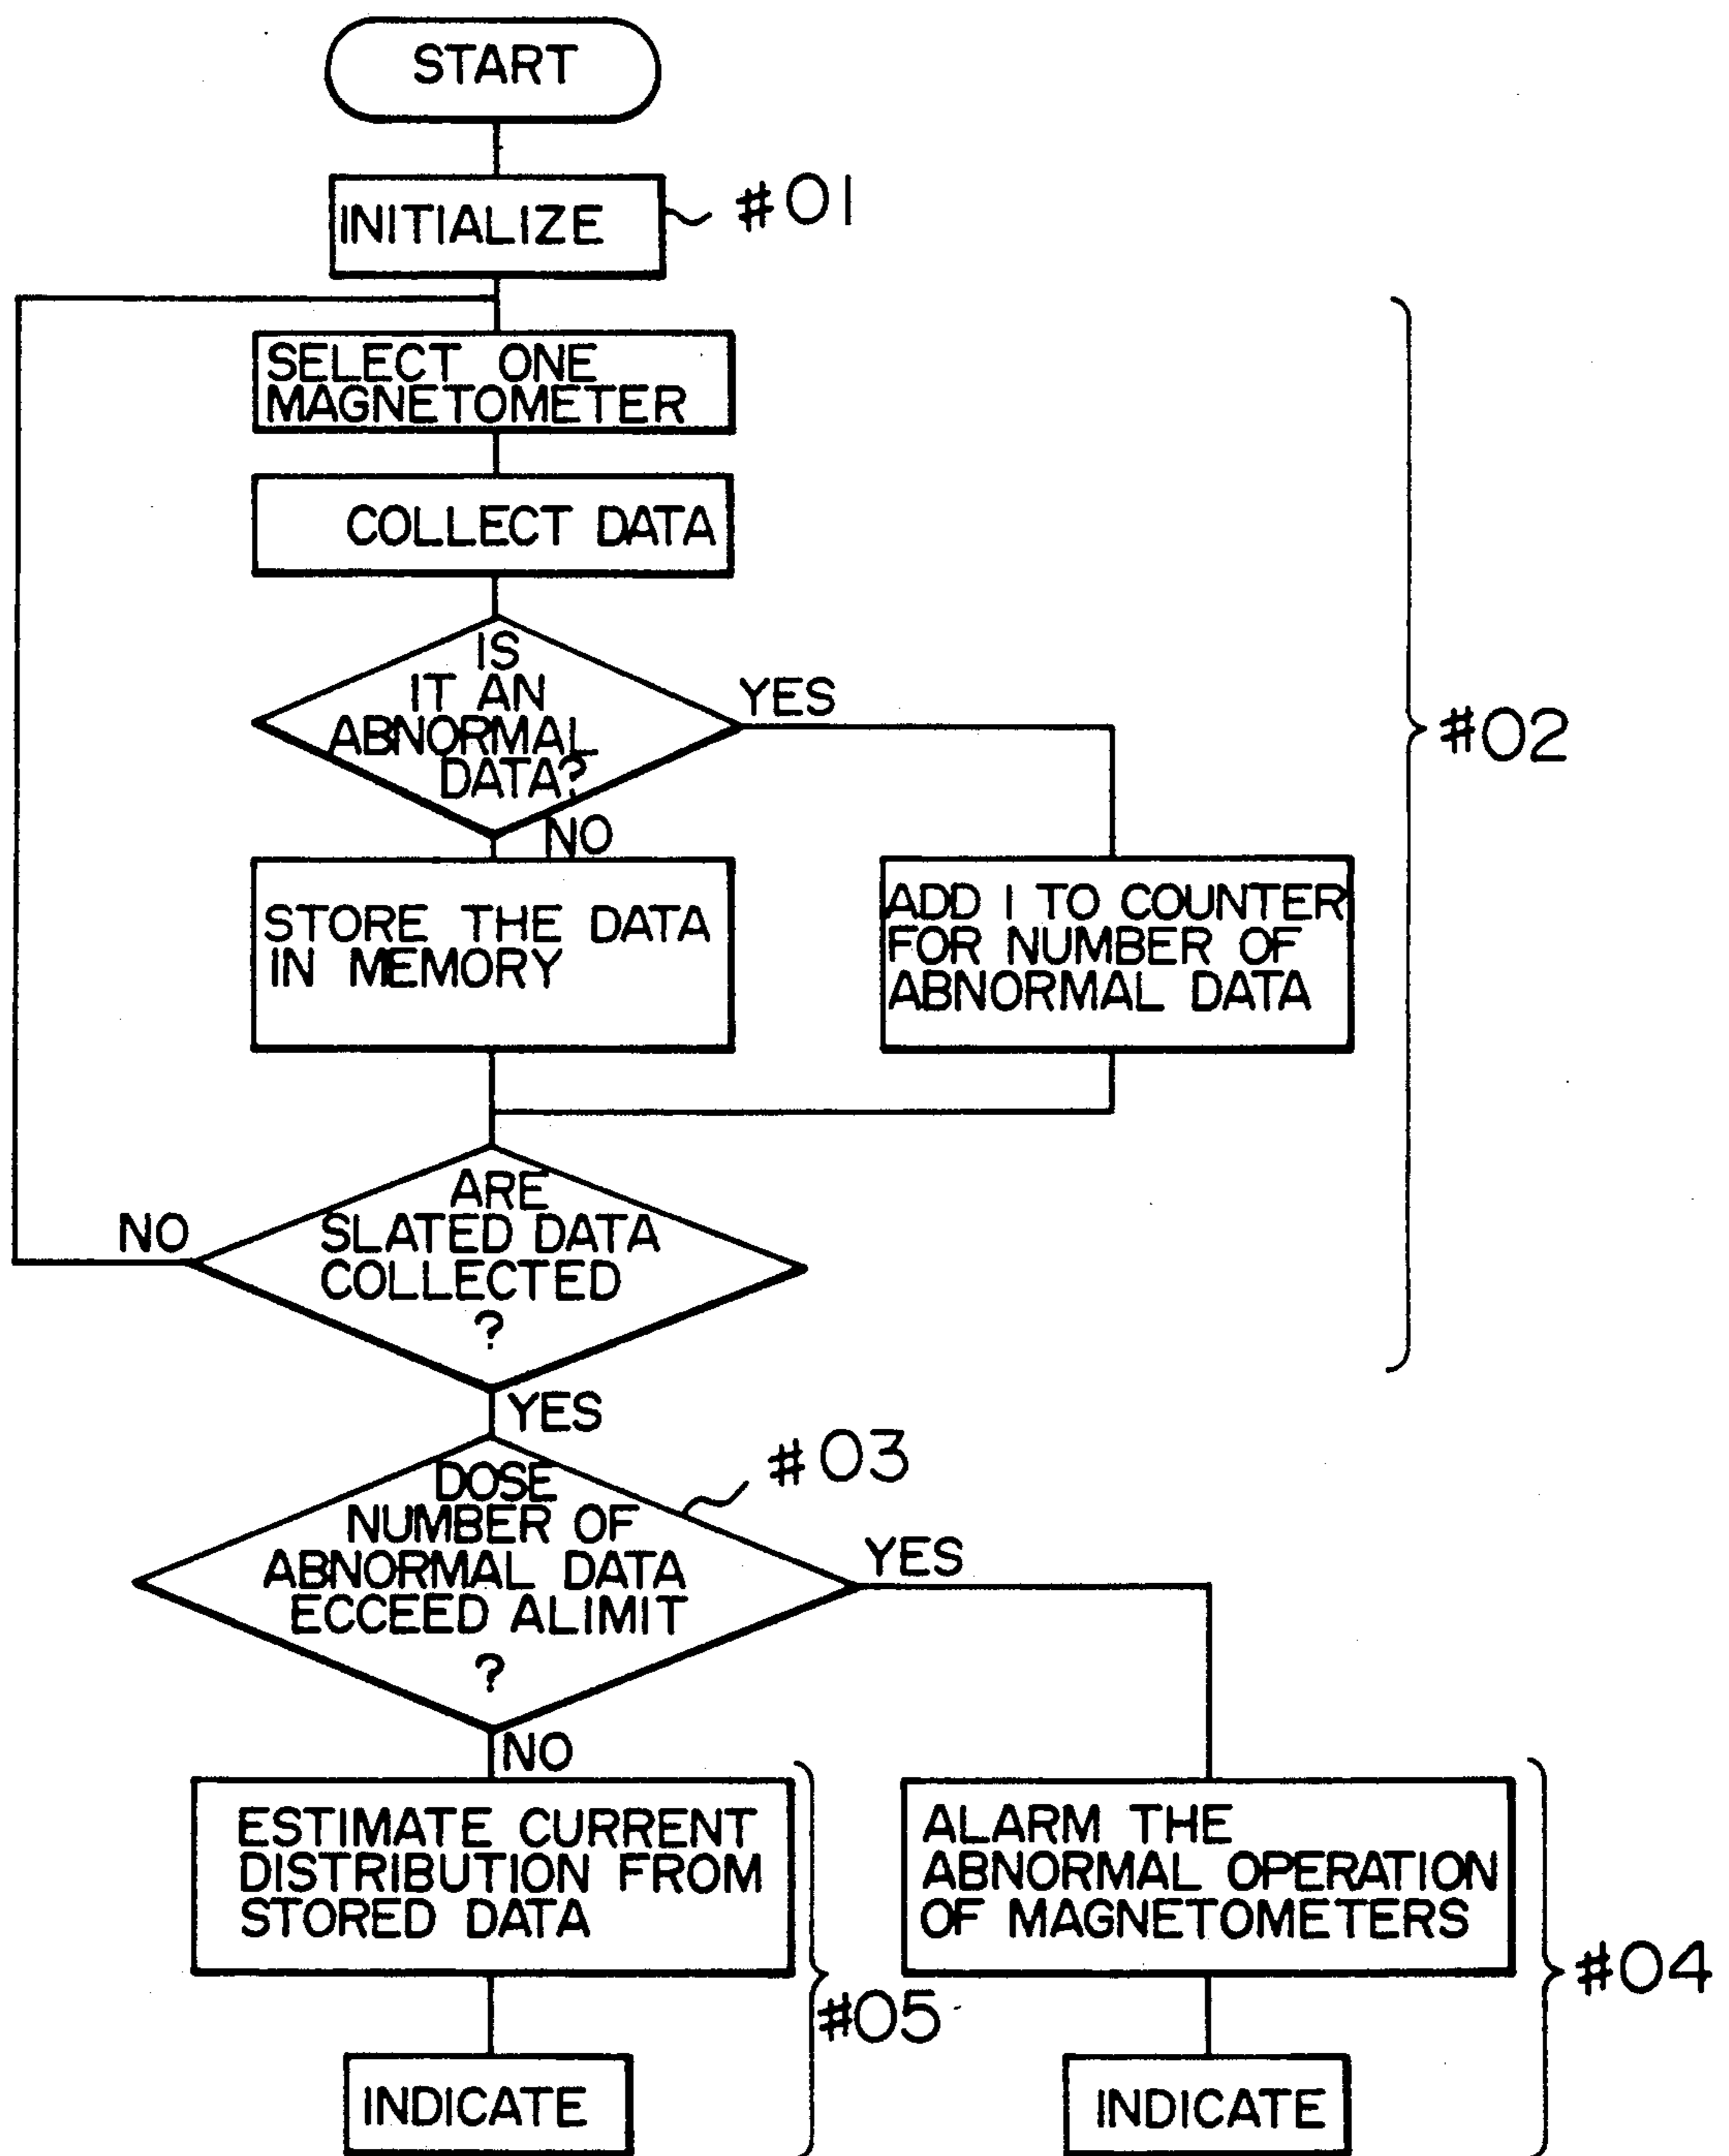 START
INITIALIZE
#01
SELECT ONE
MAGNETOMETER
COLLECT DATA
IS
IT AN
ABNORMAL
DATA?
YES
NO
#02
STORE THE DATA
IN MEMORY
ADD 1 TO COUNTER
FOR NUMBER OF
ABNORMAL DATA
ARE
SLATED DATA
COLLECTED
?
NO
YES
#03
DOSE
NUMBER OF
ABNORMAL DATA
ECCEED ALIMIT
?
YES
NO
ESTIMATE CURRENT
DISTRIBUTION FROM
STORED DATA
#05
ALARM THE
ABNORMAL OPERATION
OF MAGNETOMETERS
#04
INDICATE
INDICATE